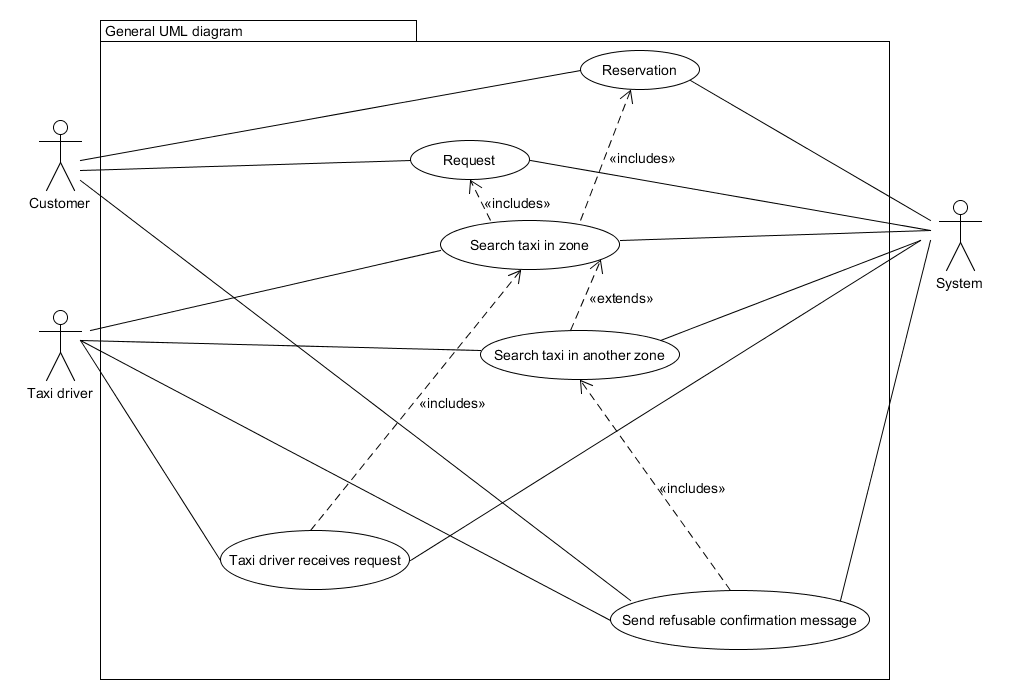 General UML diagram
Reservation
Request
«includes»
Customer
«includes»
Search taxi in zone
System
«extends»
Search taxi in another zone
Taxi driver
«includes»
«includes»
Taxi driver receives request
Send refusable confirmation message